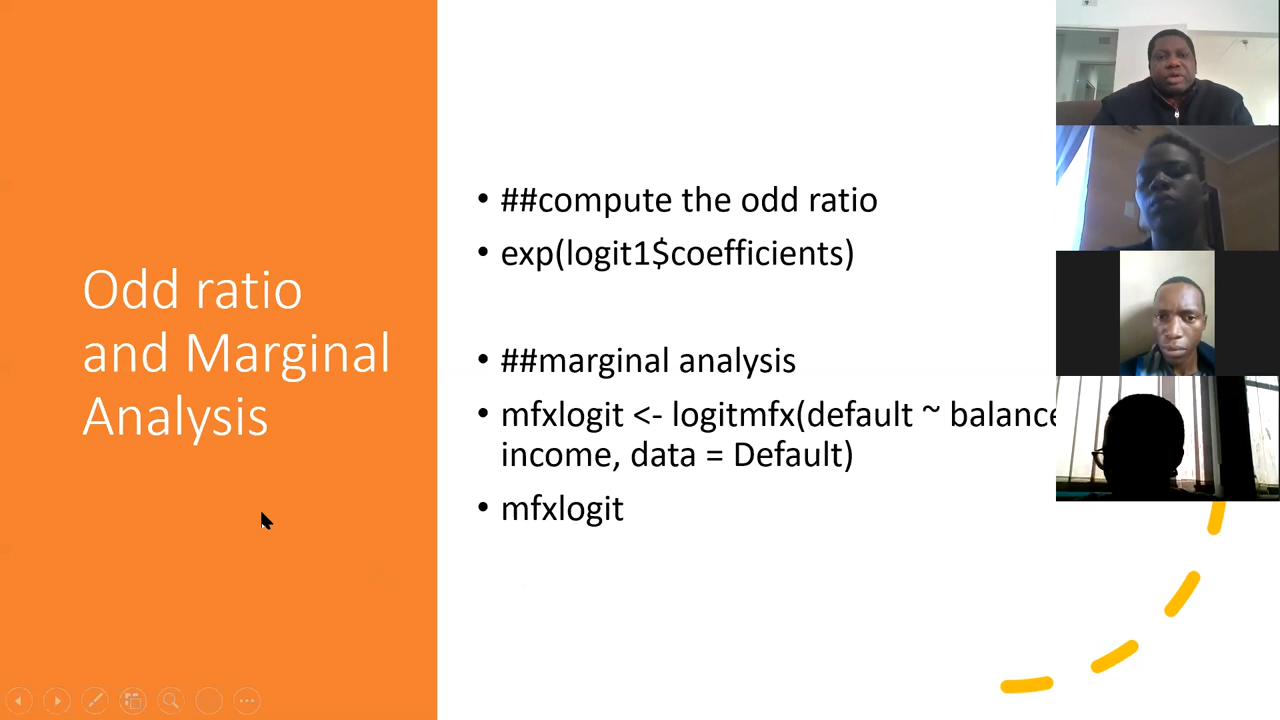 Odd ratio
and Marginal
Analysis
• ##compute the odd ratio
• exp(logit1$coefficients)
• ##marginal analysis
• mfxlogit <- logitmfx(default ~ balance
income, data = Default)
• mfxlogit